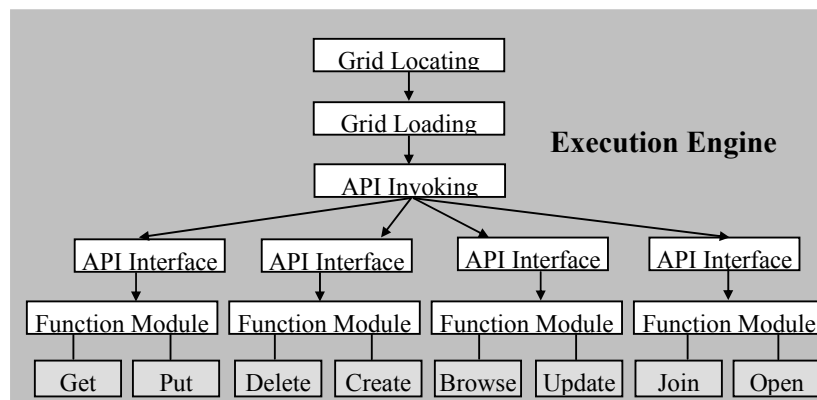 Grid Locating
Grid Loading
Execution Engine
API Invoking
API Interface API Interface API Interface API Interface
Function Module Function Module Function Module Function Module
Get Put Delete Create Browse Update Join Open